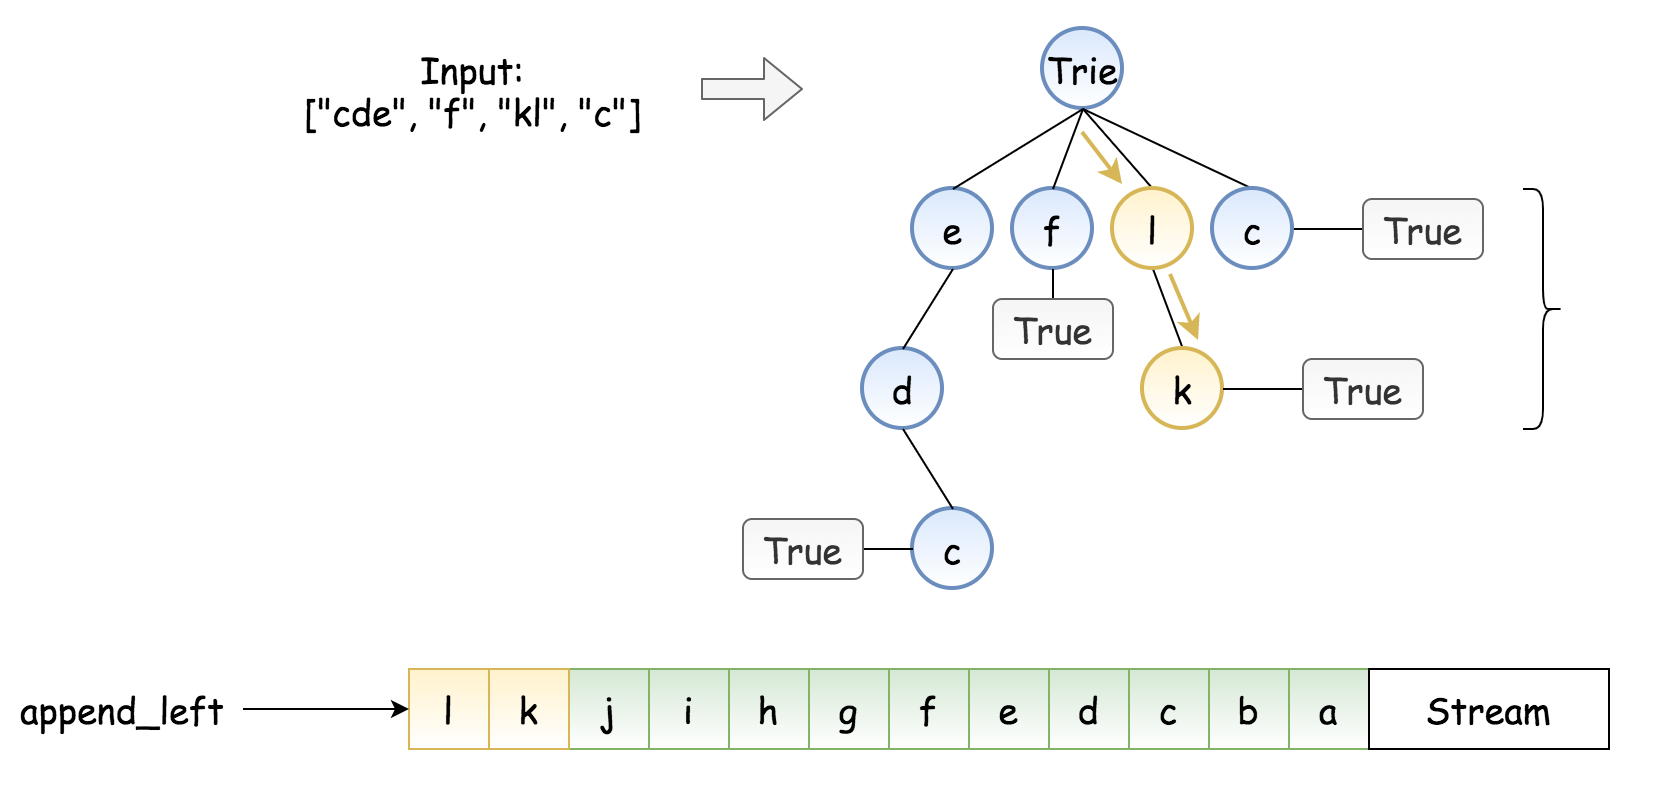 Input:
["cde", "f", "kl", "c"]
Trie
e
f
l
c
True
True
d
k
True
True
c
append_left
l
k
j
i
h
g
f
e
d
c
b
a
Stream